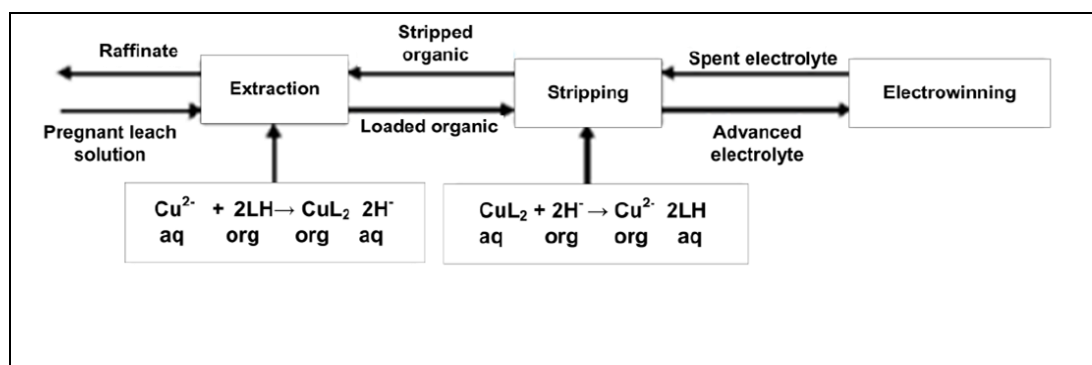 Raffinate
Pregnant leach
solution
Extraction
Stripped
organic
Loaded organic
Stripping
Spent electrolyte
Advanced
electrolyte
Electrowinning
Cu²⁻ + 2LH→ CuL₂ 2H⁻
aq org org aq
CuL₂ + 2H⁻ → Cu²⁻ 2LH
aq org org aq